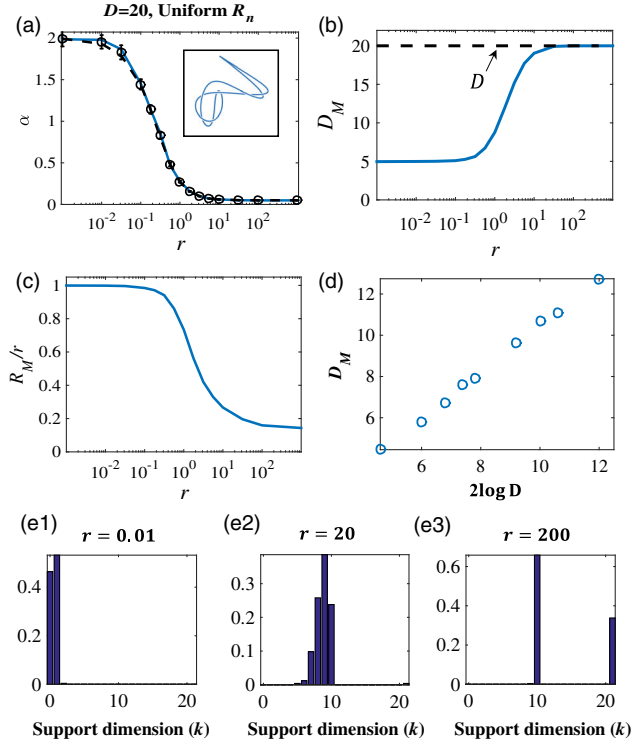 D=20, Uniform Rn
(a)
2
1.5
1
0.5
0
α
10^-2 10^-1 10^0 10^1 10^2
r
(b)
20
15
10
5
0
D_M
D
10^-2 10^-1 10^0 10^1 10^2
r
(c)
1
0.8
0.6
0.4
0.2
0
R_M/r
10^-2 10^-1 10^0 10^1 10^2
r
(d)
12
10
8
6
D_M
6 8 10 12
2log D
(e1)
r = 0.01
0.4
0.2
0
0 10 20
Support dimension (k)
(e2)
r = 20
0.3
0.2
0.1
0
0 10 20
Support dimension (k)
(e3)
r = 200
0.6
0.4
0.2
0
0 10 20
Support dimension (k)